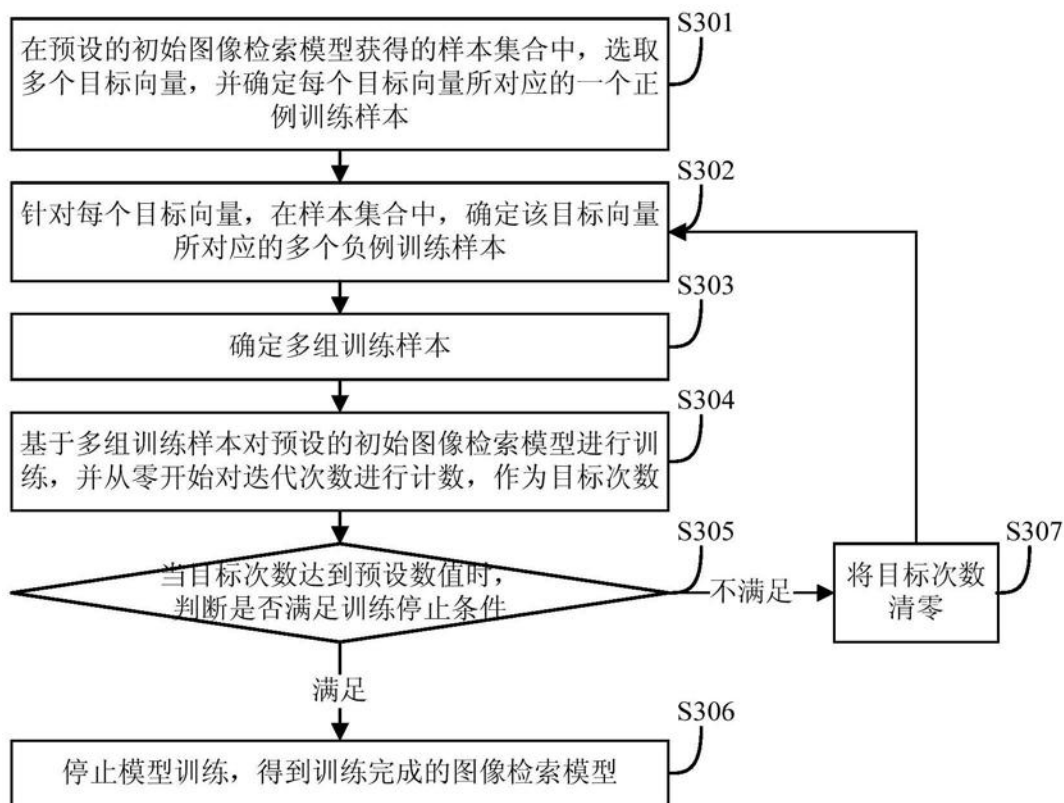 S301
在预设的初始图像检索模型获得的样本集合中，选取
多个目标向量，并确定每个目标向量所对应的一个正
例训练样本
S302
针对每个目标向量，在样本集合中，确定该目标向量
所对应的多个负例训练样本
S303
确定多组训练样本
S304
基于多组训练样本对预设的初始图像检索模型进行训
练，并从零开始对迭代次数进行计数，作为目标次数
S305
当目标次数达到预设数值时，
判断是否满足训练停止条件
不满足
S307
将目标次数
清零
满足
S306
停止模型训练，得到训练完成的图像检索模型